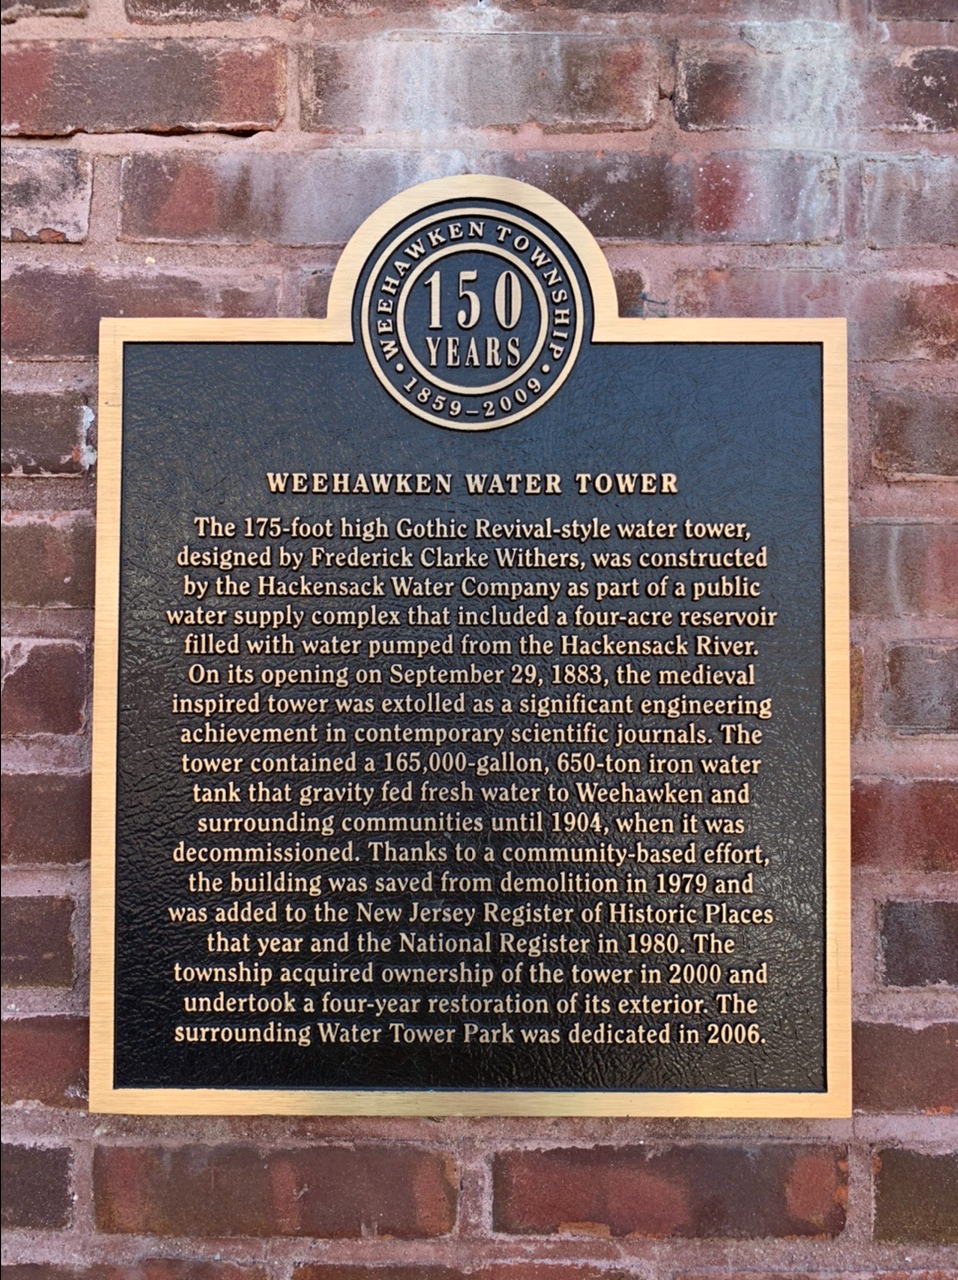 WEEHAWKEN TOWNSHIP
150
YEARS
• 1859–2009 •
WEEHAWKEN WATER TOWER
The 175-foot high Gothic Revival-style water tower,
designed by Frederick Clarke Withers, was constructed
by the Hackensack Water Company as part of a public
water supply complex that included a four-acre reservoir
filled with water pumped from the Hackensack River.
On its opening on September 29, 1883, the medieval
inspired tower was extolled as a significant engineering
achievement in contemporary scientific journals. The
tower contained a 165,000-gallon, 650-ton iron water
tank that gravity fed fresh water to Weehawken and
surrounding communities until 1904, when it was
decommissioned. Thanks to a community-based effort,
the building was saved from demolition in 1979 and
was added to the New Jersey Register of Historic Places
that year and the National Register in 1980. The
township acquired ownership of the tower in 2000 and
undertook a four-year restoration of its exterior. The
surrounding Water Tower Park was dedicated in 2006.